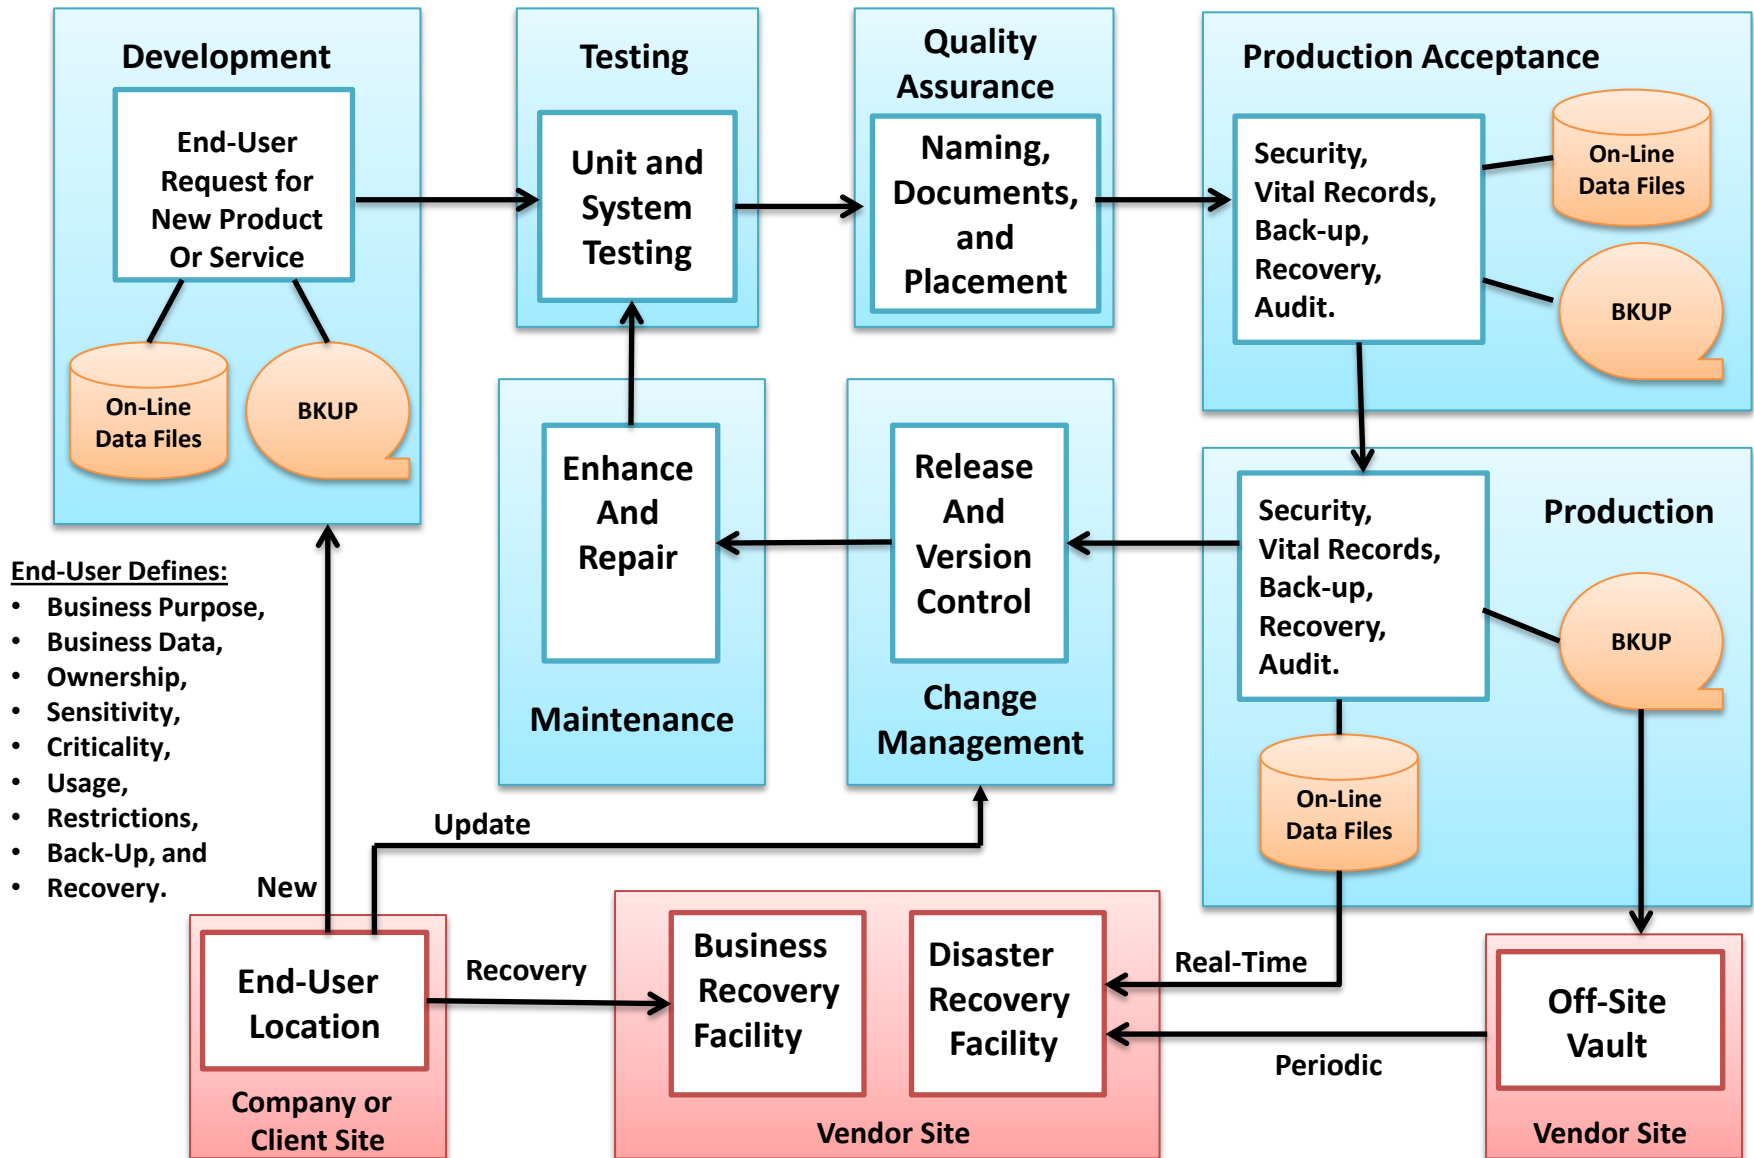 Development
End-User
Request for
New Product
Or Service
On-Line
Data Files
BKUP
Testing
Unit and
System
Testing
Quality
Assurance
Naming,
Documents,
and
Placement
Production Acceptance
Security,
Vital Records,
Back-up,
Recovery,
Audit.
On-Line
Data Files
BKUP
Enhance
And
Repair
Maintenance
Release
And
Version
Control
Change
Management
Production
Security,
Vital Records,
Back-up,
Recovery,
Audit.
BKUP
On-Line
Data Files
End-User Defines:
• Business Purpose,
• Business Data,
• Ownership,
• Sensitivity,
• Criticality,
• Usage,
• Restrictions,
• Back-Up, and
• Recovery.
New
Update
Recovery
End-User
Location
Company or
Client Site
Business
Recovery
Facility
Disaster
Recovery
Facility
Vendor Site
Real-Time
Periodic
Off-Site
Vault
Vendor Site